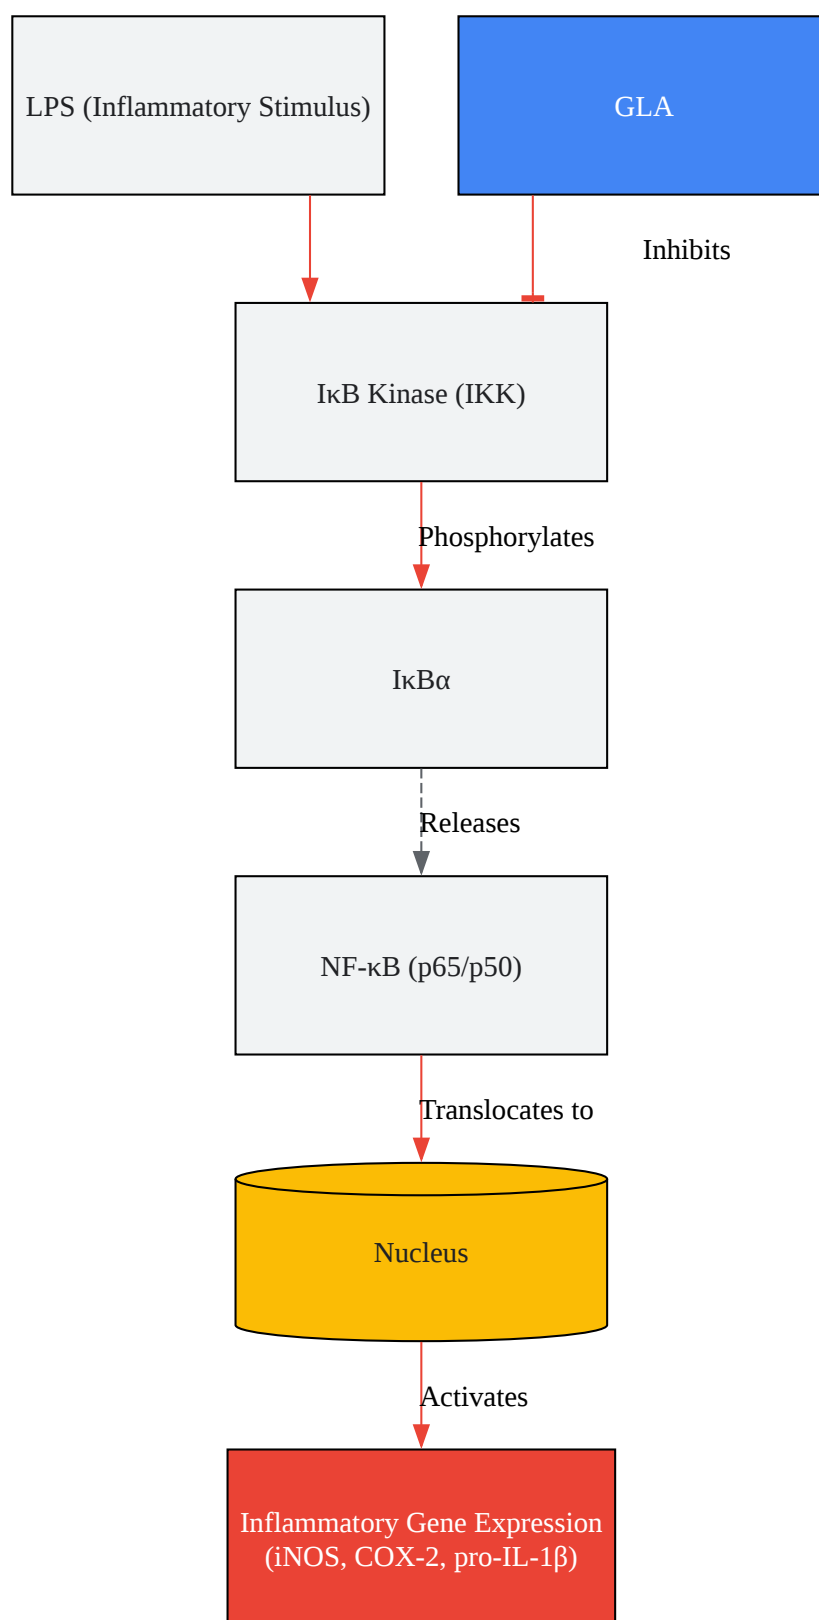 LPS (Inflammatory Stimulus)
GLA
Inhibits
IκB Kinase (IKK)
Phosphorylates
IκBα
Releases
NF-κB (p65/p50)
Translocates to
Nucleus
Activates
Inflammatory Gene Expression
(iNOS, COX-2, pro-IL-1β)